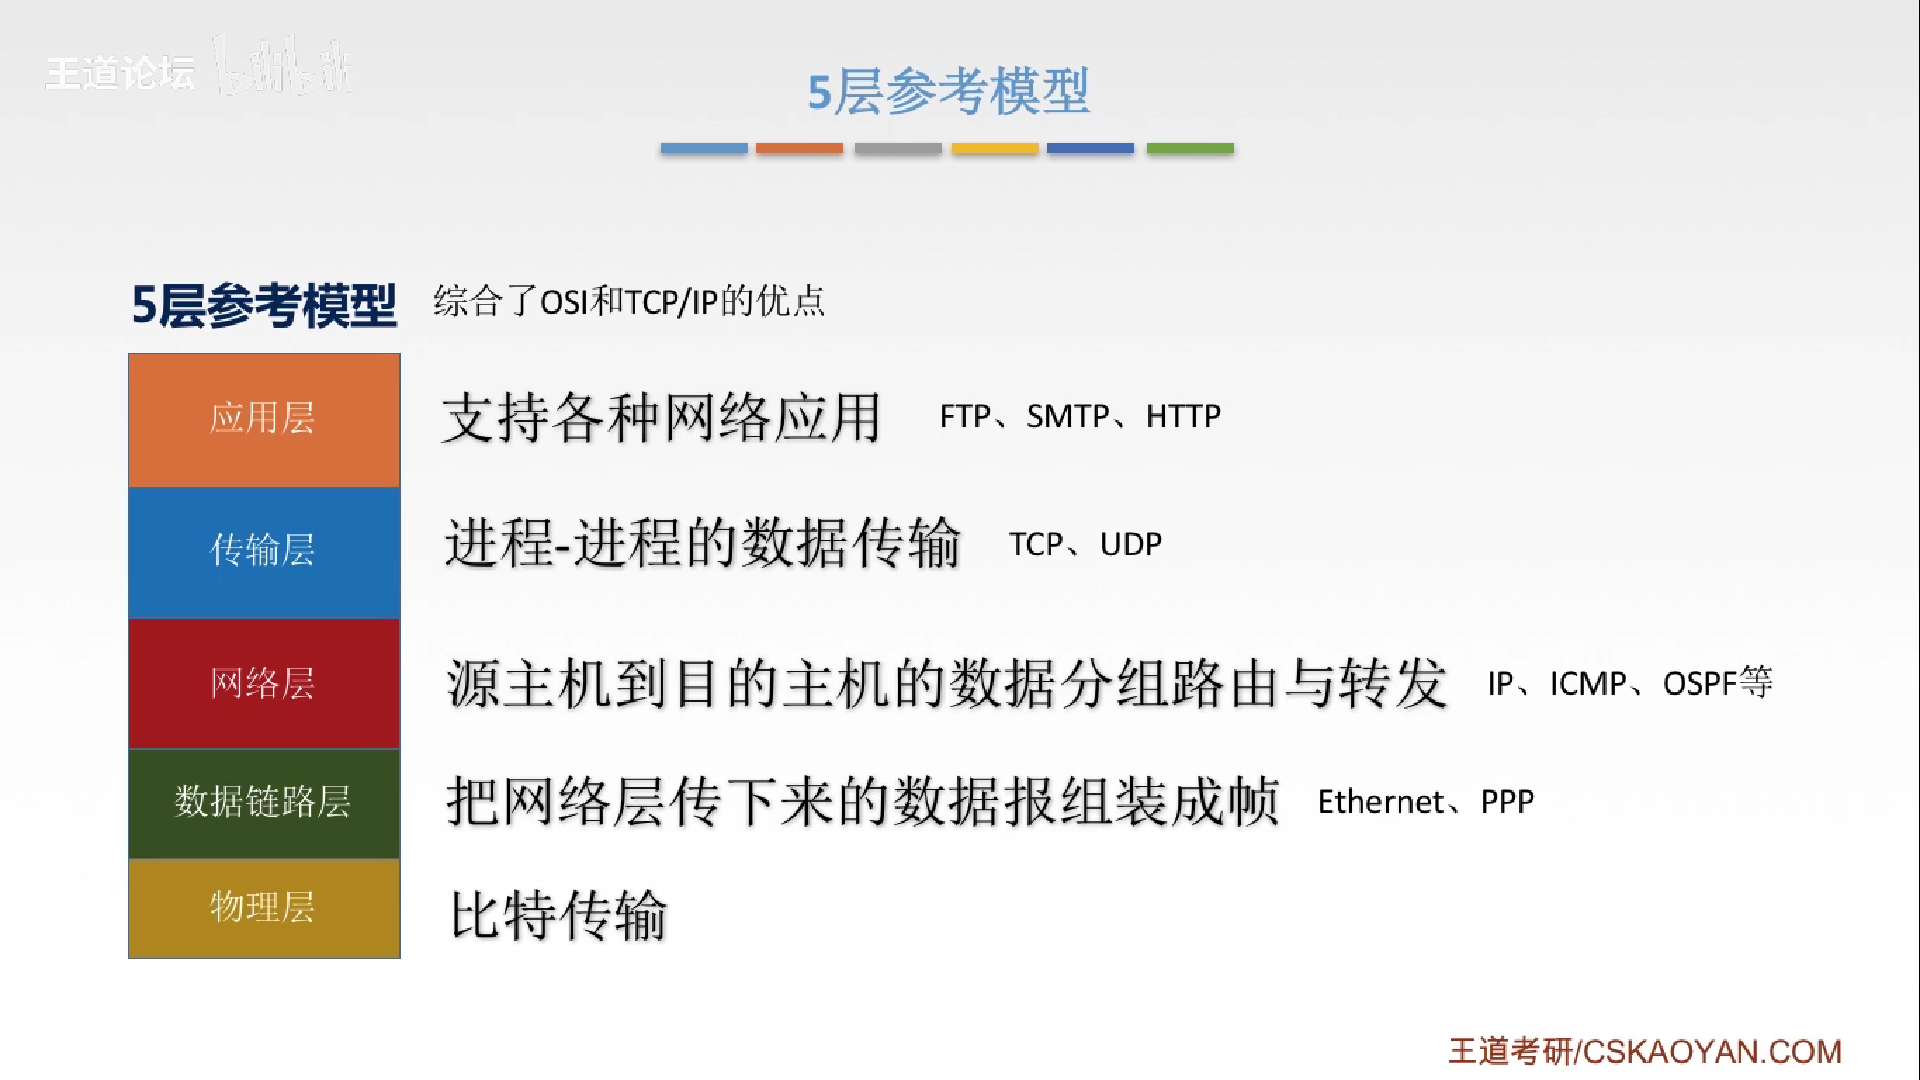 王道论坛 bilibili
5层参考模型
5层参考模型 综合了OSI和TCP/IP的优点
应用层 支持各种网络应用 FTP、SMTP、HTTP
传输层 进程-进程的数据传输 TCP、UDP
网络层 源主机到目的主机的数据分组路由与转发 IP、ICMP、OSPF等
数据链路层 把网络层传下来的数据报组装成帧 Ethernet、PPP
物理层 比特传输
王道考研/CSKAOYAN.COM